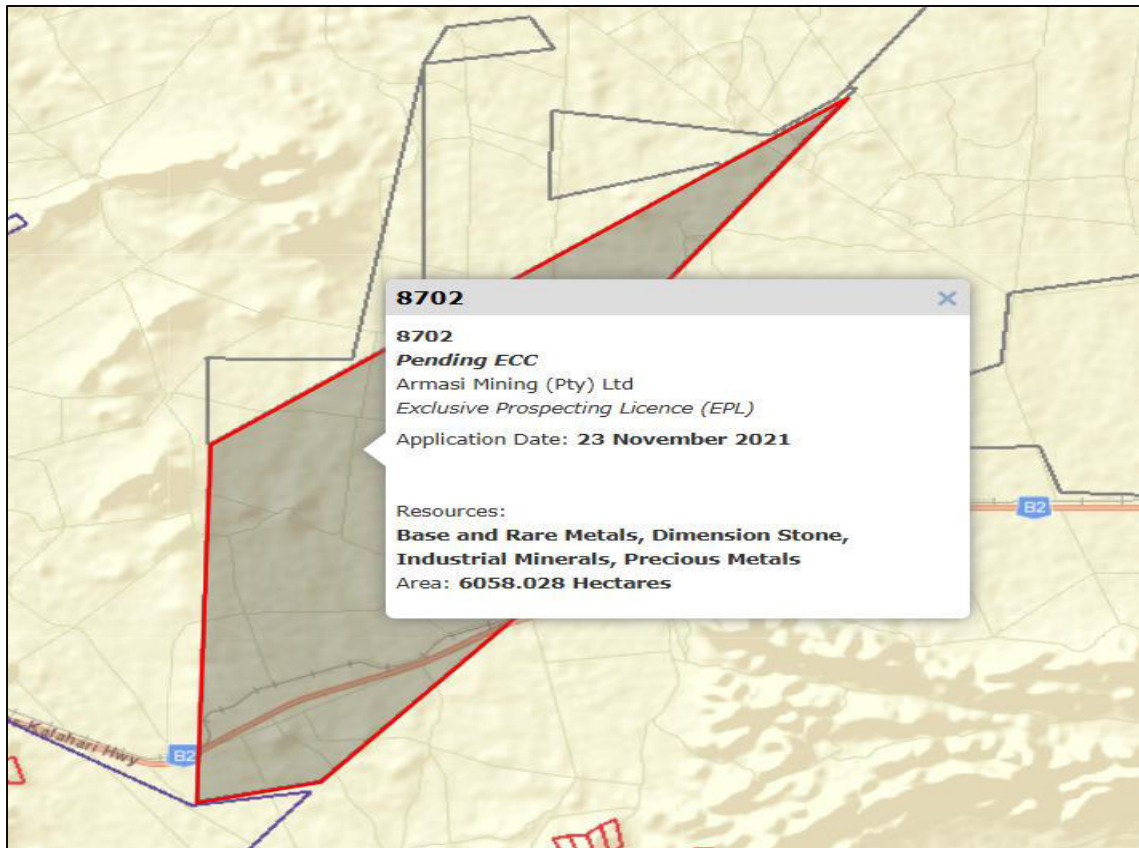 8702
8702
Pending ECC
Armasi Mining (Pty) Ltd
Exclusive Prospecting Licence (EPL)
Application Date: 23 November 2021
Resources:
Base and Rare Metals, Dimension Stone,
Industrial Minerals, Precious Metals
Area: 6058.028 Hectares
B2
Kalahari Hwy
B2